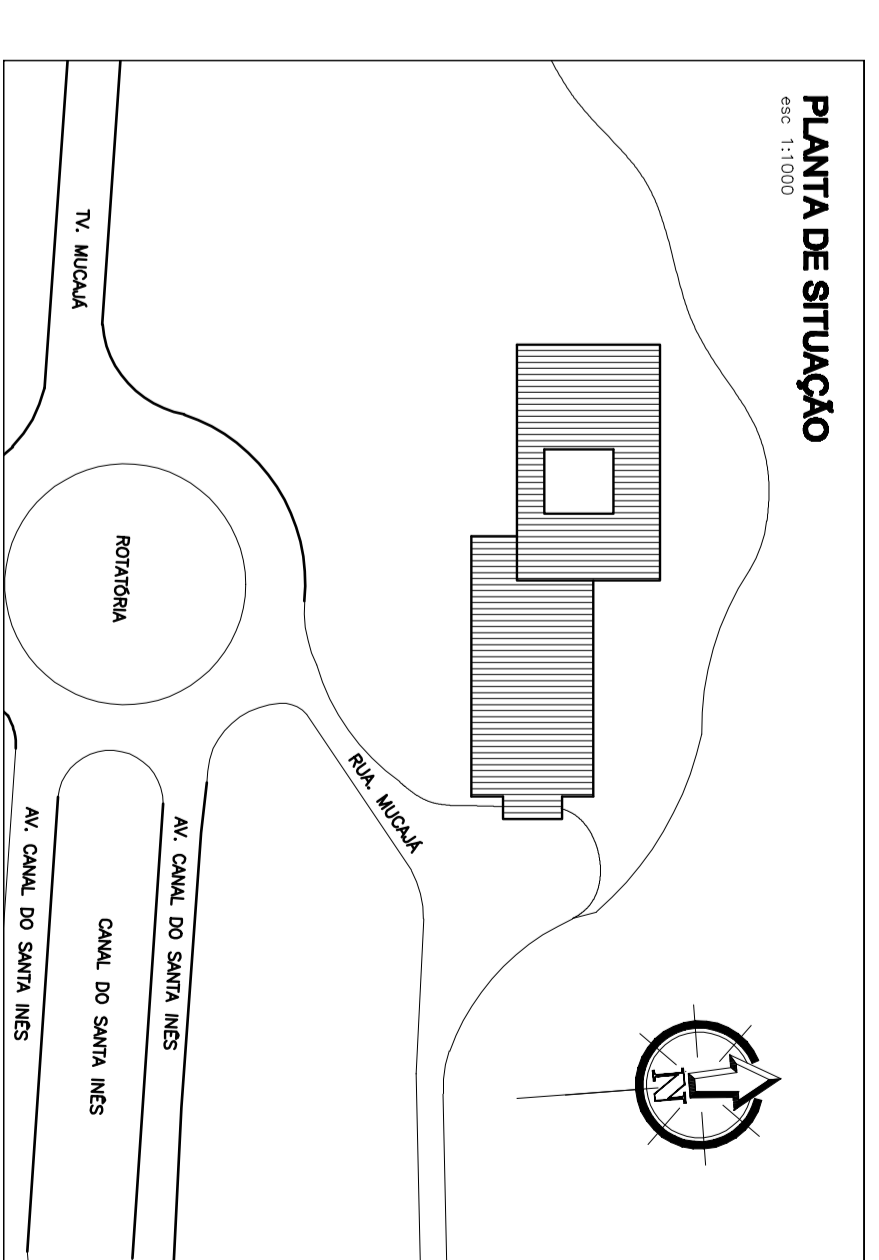 PLANTA DE SITUAÇÃO
esc 1:1000
TV. MUCAJÁ
ROTATÓRIA
RUA. MUCAJÁ
AV. CANAL DO SANTA INÊS
CANAL DO SANTA INÊS
AV. CANAL DO SANTA INÊS
N